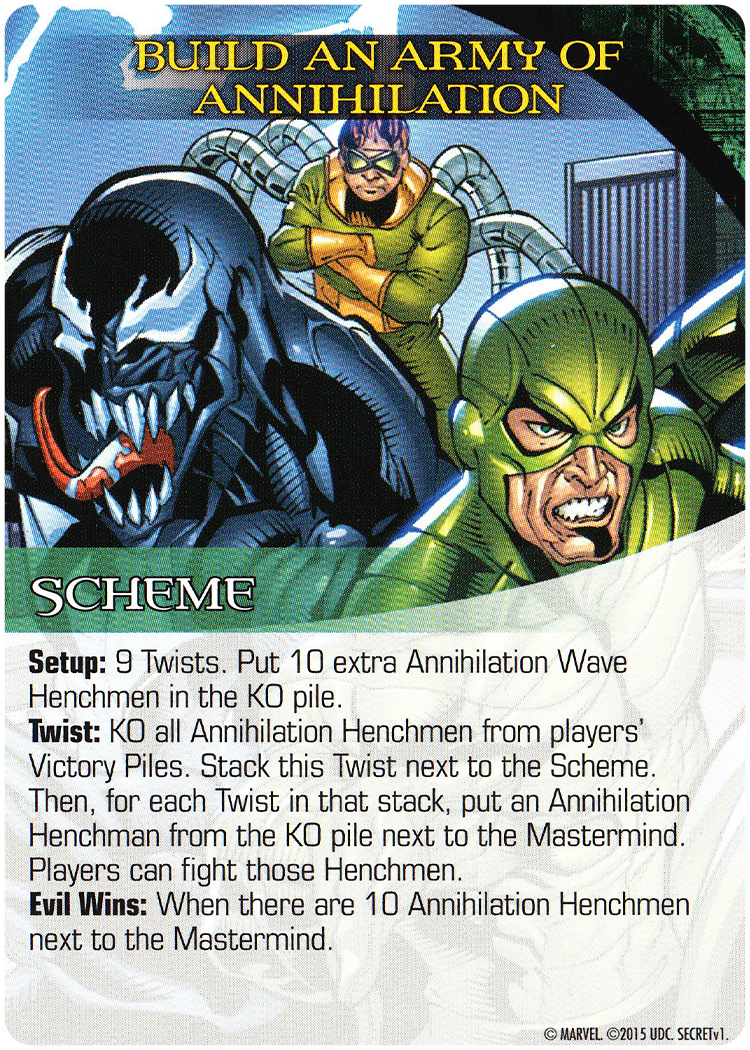 BUILD AN ARMY OF
ANNIHILATION
SCHEME
Setup: 9 Twists. Put 10 extra Annihilation Wave
Henchmen in the KO pile.
Twist: KO all Annihilation Henchmen from players'
Victory Piles. Stack this Twist next to the Scheme.
Then, for each Twist in that stack, put an Annihilation
Henchman from the KO pile next to the Mastermind.
Players can fight those Henchmen.
Evil Wins: When there are 10 Annihilation Henchmen
next to the Mastermind.
© MARVEL. ©2015 UDC. SECRETv1.